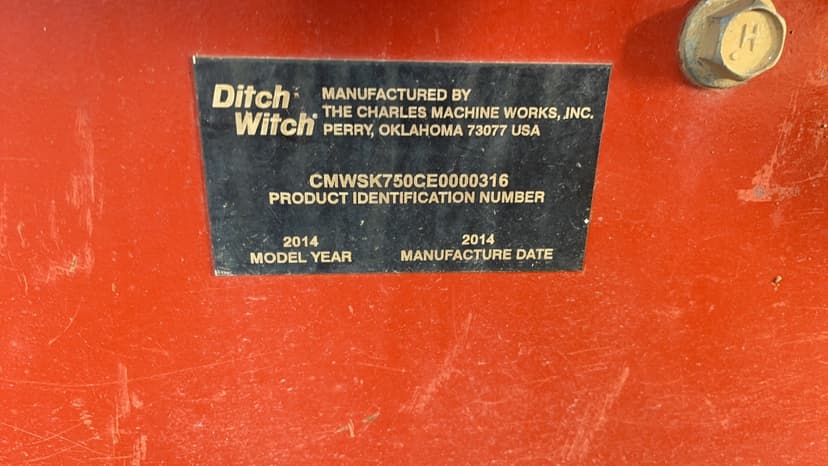 Ditch
Witch®
MANUFACTURED BY
THE CHARLES MACHINE WORKS, INC.
PERRY, OKLAHOMA 73077 USA
CMWSK750CE0000316
PRODUCT IDENTIFICATION NUMBER
2014
MODEL YEAR
2014
MANUFACTURE DATE
H